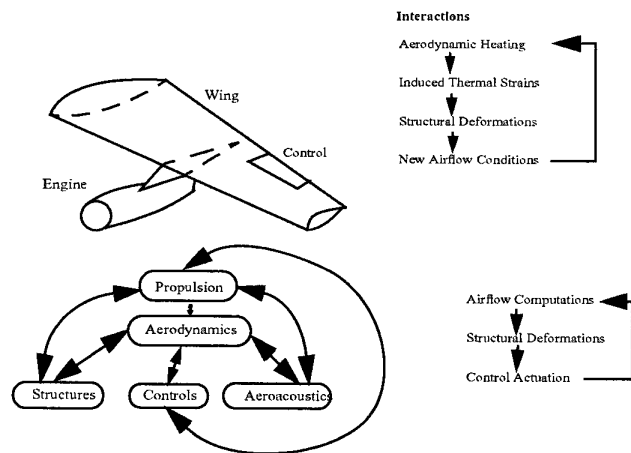 Interactions
Aerodynamic Heating
Induced Thermal Strains
Structural Deformations
New Airflow Conditions
Wing
Control
Engine
Propulsion
Aerodynamics
Structures
Controls
Aeroacoustics
Airflow Computations
Structural Deformations
Control Actuation